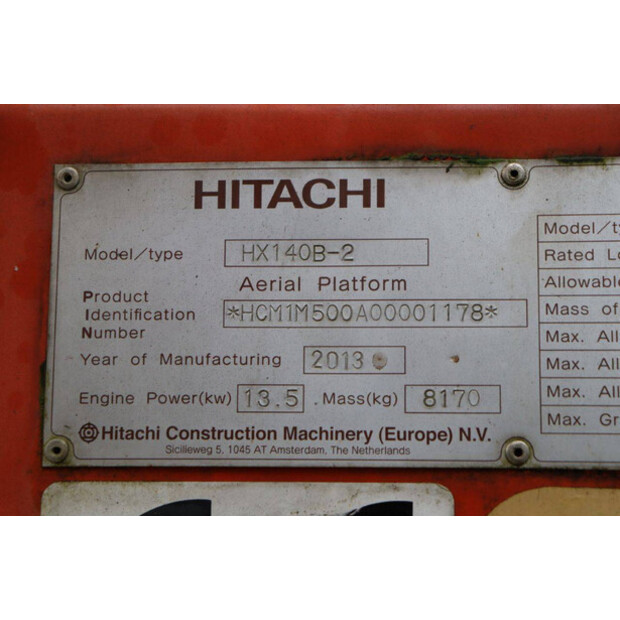 HITACHI
Model/type HX140B-2
Aerial Platform
Product
Identification *HCM1M500A00001178*
Number
Year of Manufacturing 2013
Engine Power(kw) 13.5 Mass(kg) 8170
Hitachi Construction Machinery (Europe) N.V.
Sicilieweg 5, 1045 AT Amsterdam, The Netherlands
Model/ty
Rated Lo
Allowable
Mass of
Max. All
Max. All
Max. All
Max. Gr